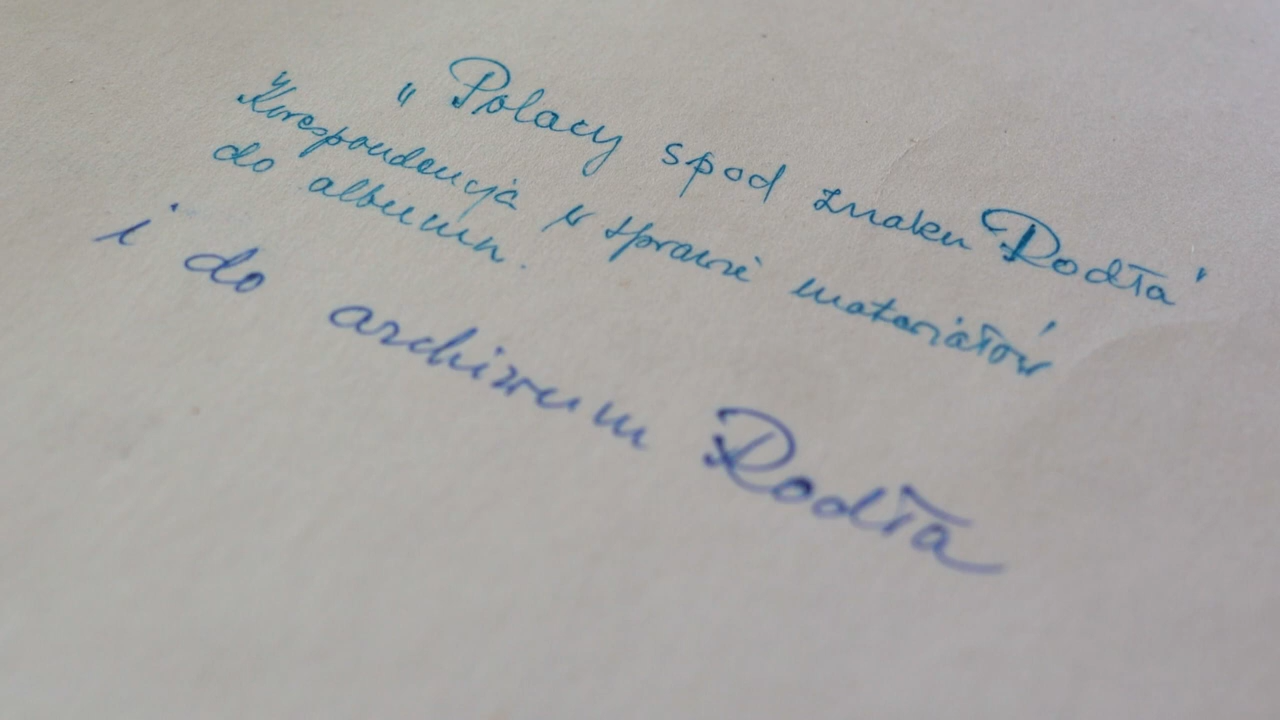 „Polacy spod znaku Rodła"
Korespondencja w sprawie materiałów
do albumu.
i do archiwum Rodła